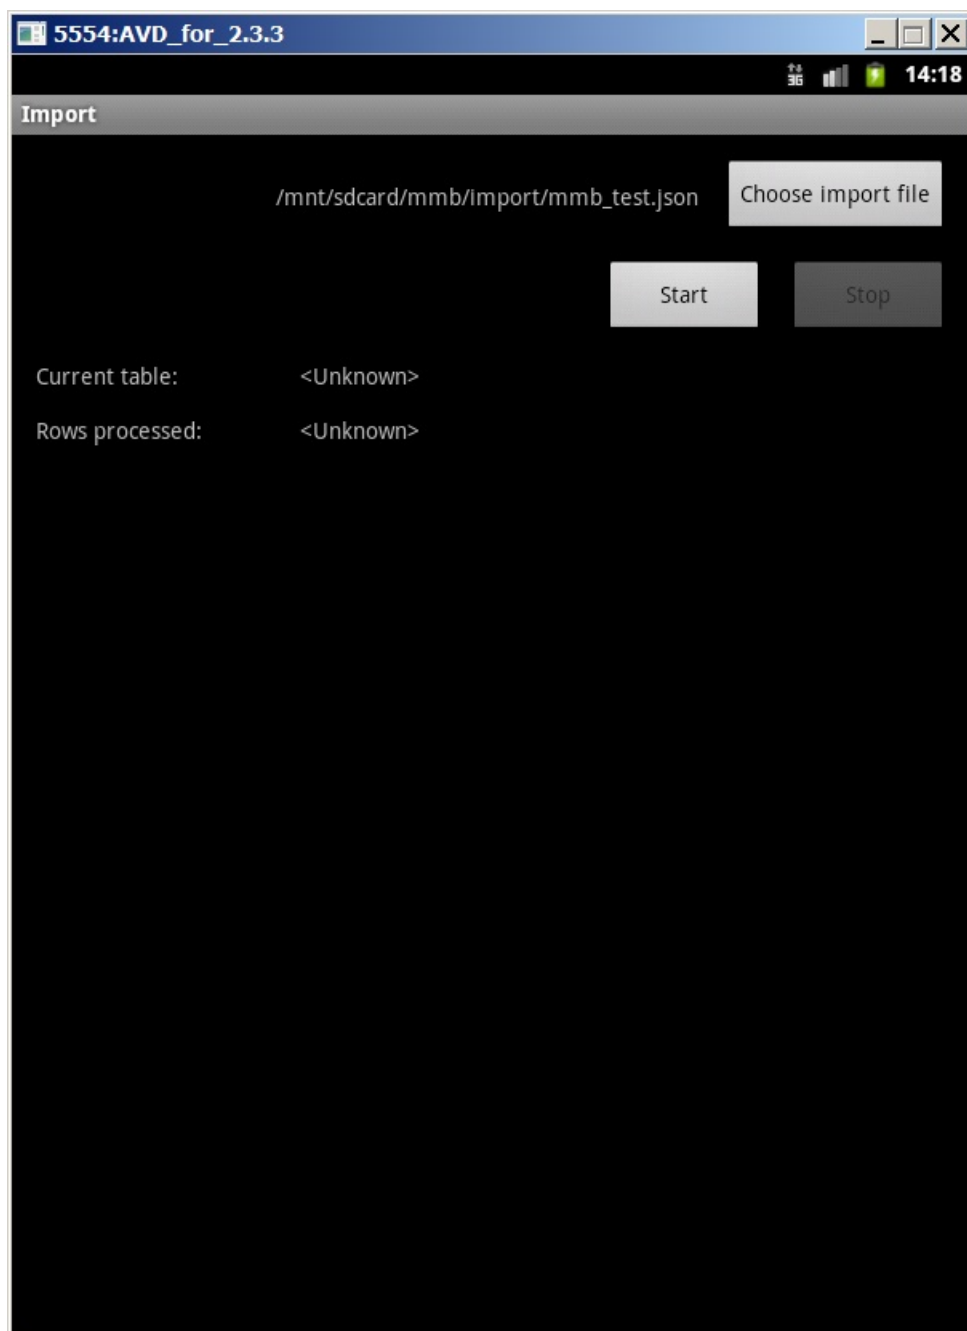 5554:AVD_for_2.3.3
3G 14:18
Import
/mnt/sdcard/mmb/import/mmb_test.json Choose import file
Start Stop
Current table: <Unknown>
Rows processed: <Unknown>